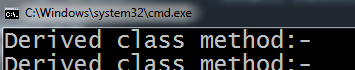 C:\Windows\system32\cmd.exe
Derived class method:-
Derived class method:-